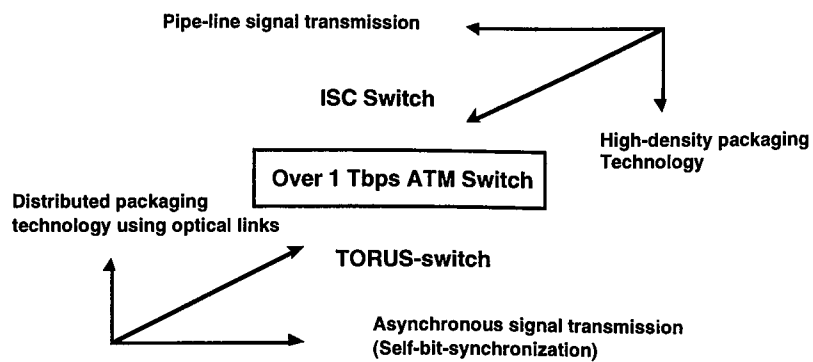 Pipe-line signal transmission
ISC Switch
High-density packaging
Technology
Over 1 Tbps ATM Switch
Distributed packaging
technology using optical links
TORUS-switch
Asynchronous signal transmission
(Self-bit-synchronization)